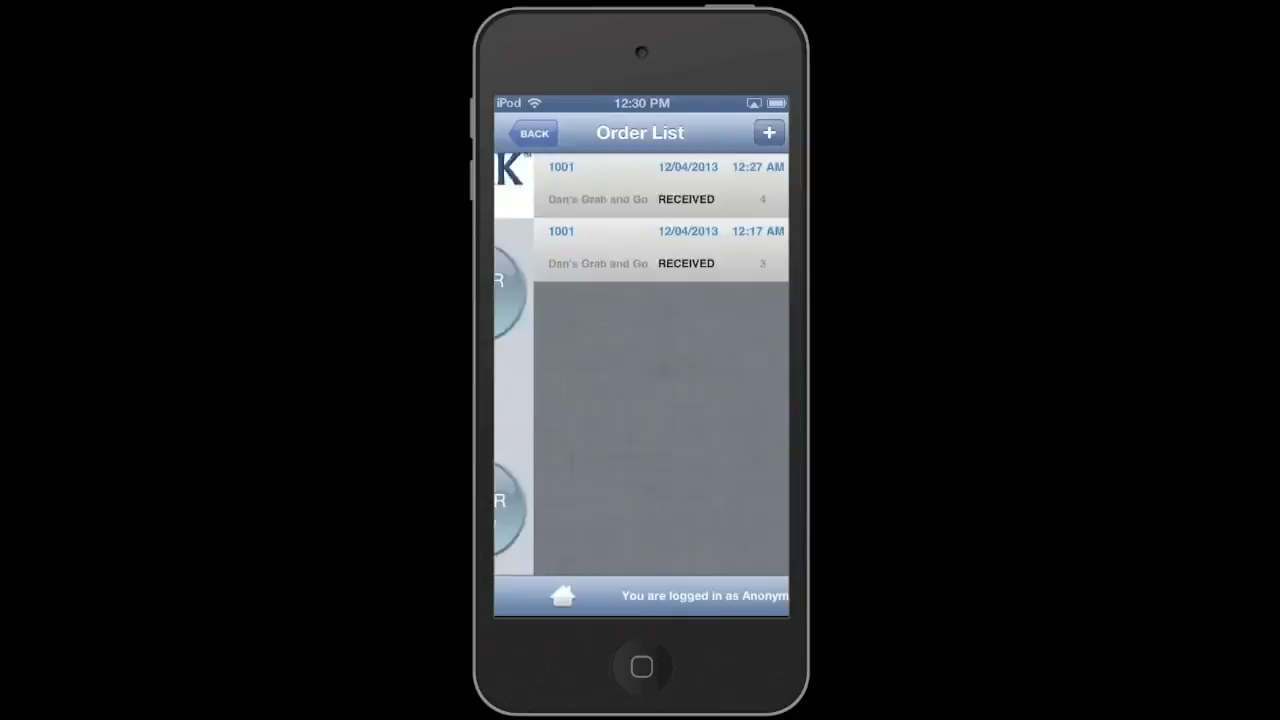 iPod 12:30 PM
BACK Order List +
K™
1001 12/04/2013 12:27 AM
Dan's Grab and Go RECEIVED 4
1001 12/04/2013 12:17 AM
Dan's Grab and Go RECEIVED 3
R
R
You are logged in as Anonym